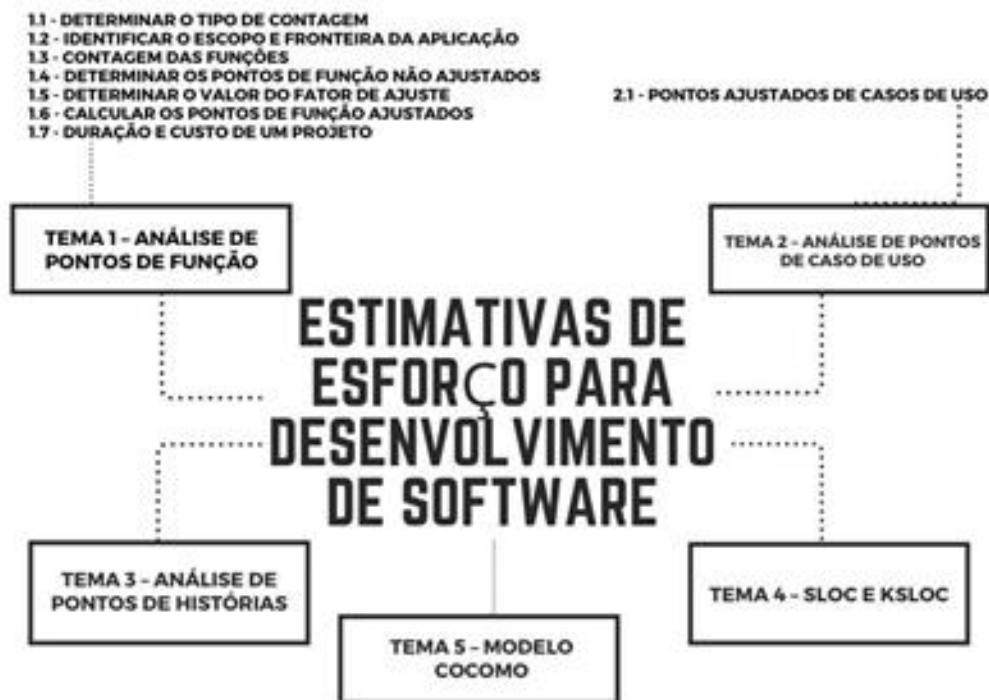 1.1 - DETERMINAR O TIPO DE CONTAGEM
1.2 - IDENTIFICAR O ESCOPO E FRONTEIRA DA APLICAÇÃO
1.3 - CONTAGEM DAS FUNÇÕES
1.4 - DETERMINAR OS PONTOS DE FUNÇÃO NÃO AJUSTADOS
1.5 - DETERMINAR O VALOR DO FATOR DE AJUSTE
1.6 - CALCULAR OS PONTOS DE FUNÇÃO AJUSTADOS
1.7 - DURAÇÃO E CUSTO DE UM PROJETO
2.1 - PONTOS AJUSTADOS DE CASOS DE USO
TEMA 1 – ANÁLISE DE
PONTOS DE FUNÇÃO
TEMA 2 – ANÁLISE DE PONTOS
DE CASO DE USO
ESTIMATIVAS DE
ESFORÇO PARA
DESENVOLVIMENTO
DE SOFTWARE
TEMA 3 – ANÁLISE DE
PONTOS DE HISTÓRIAS
TEMA 4 – SLOC E KSLOC
TEMA 5 – MODELO
COCOMO